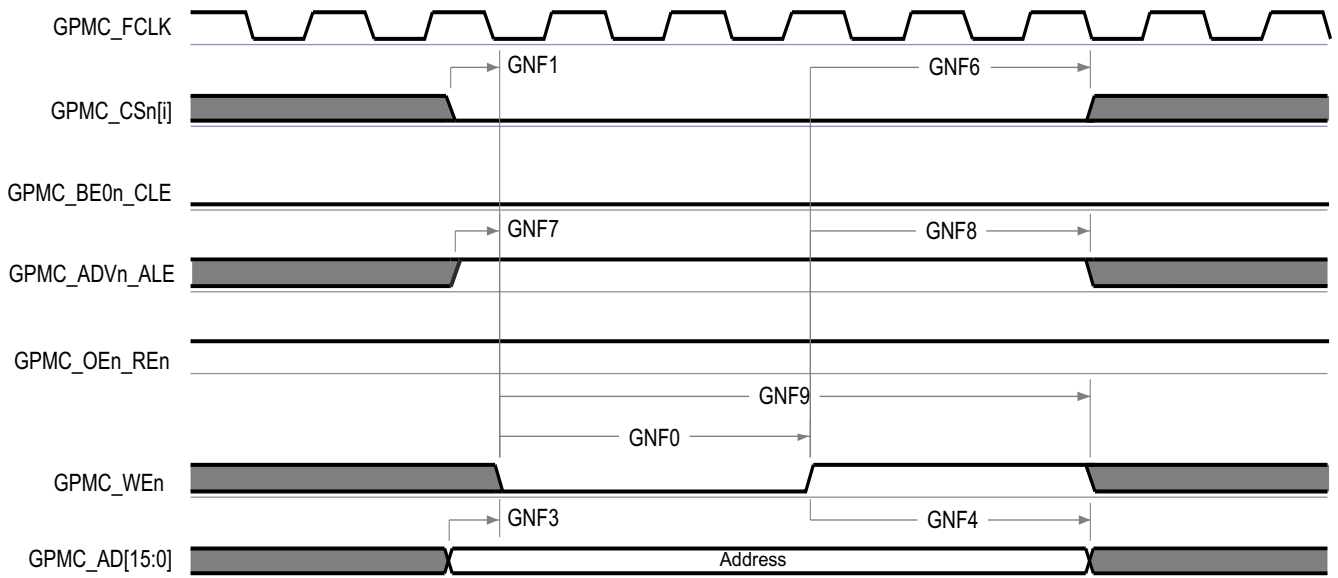 GPMC_FCLK
GNF1
GNF6
GPMC_CSn[i]
GPMC_BE0n_CLE
GNF7
GNF8
GPMC_ADVn_ALE
GPMC_OEn_REn
GNF9
GNF0
GPMC_WEn
GNF3
GNF4
GPMC_AD[15:0]
Address